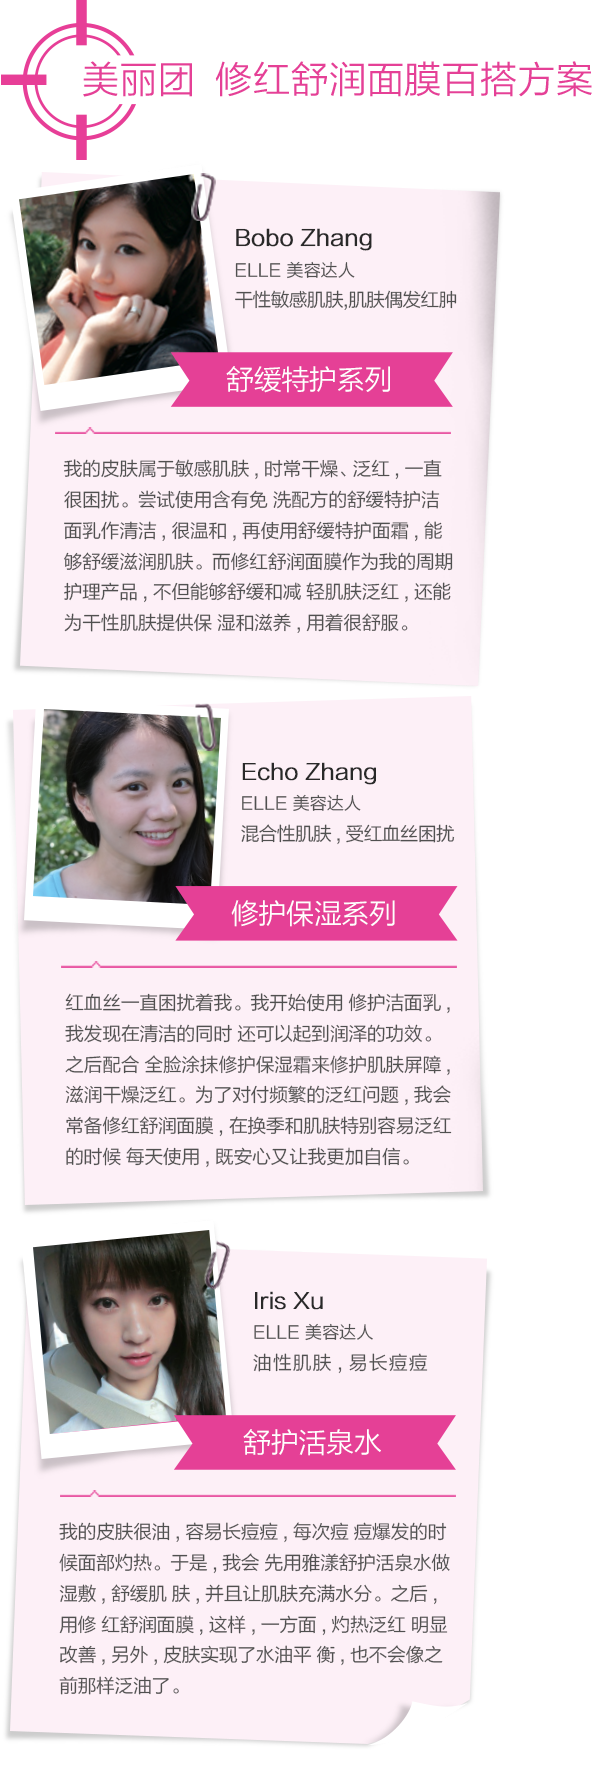 美丽团 修红舒润面膜百搭方案
Bobo Zhang
ELLE 美容达人
干性敏感肌肤,肌肤偶发红肿
舒缓特护系列
我的皮肤属于敏感肌肤，时常干燥、泛红，一直
很困扰。尝试使用含有免 洗配方的舒缓特护洁
面乳作清洁，很温和，再使用舒缓特护面霜，能
够舒缓滋润肌肤。而修红舒润面膜作为我的周期
护理产品，不但能够舒缓和减 轻肌肤泛红，还能
为干性肌肤提供保 湿和滋养，用着很舒服。
Echo Zhang
ELLE 美容达人
混合性肌肤，受红血丝困扰
修护保湿系列
红血丝一直困扰着我。我开始使用 修护洁面乳，
我发现在清洁的同时 还可以起到润泽的功效。
之后配合 全脸涂抹修护保湿霜来修护肌肤屏障，
滋润干燥泛红。为了对付频繁的泛红问题，我会
常备修红舒润面膜，在换季和肌肤特别容易泛红
的时候 每天使用，既安心又让我更加自信。
Iris Xu
ELLE 美容达人
油性肌肤，易长痘痘
舒护活泉水
我的皮肤很油，容易长痘痘，每次痘 痘爆发的时
候面部灼热。于是，我会 先用雅漾舒护活泉水做
湿敷，舒缓肌 肤，并且让肌肤充满水分。之后，
用修 红舒润面膜，这样，一方面，灼热泛红 明显
改善，另外，皮肤实现了水油平 衡，也不会像之
前那样泛油了。